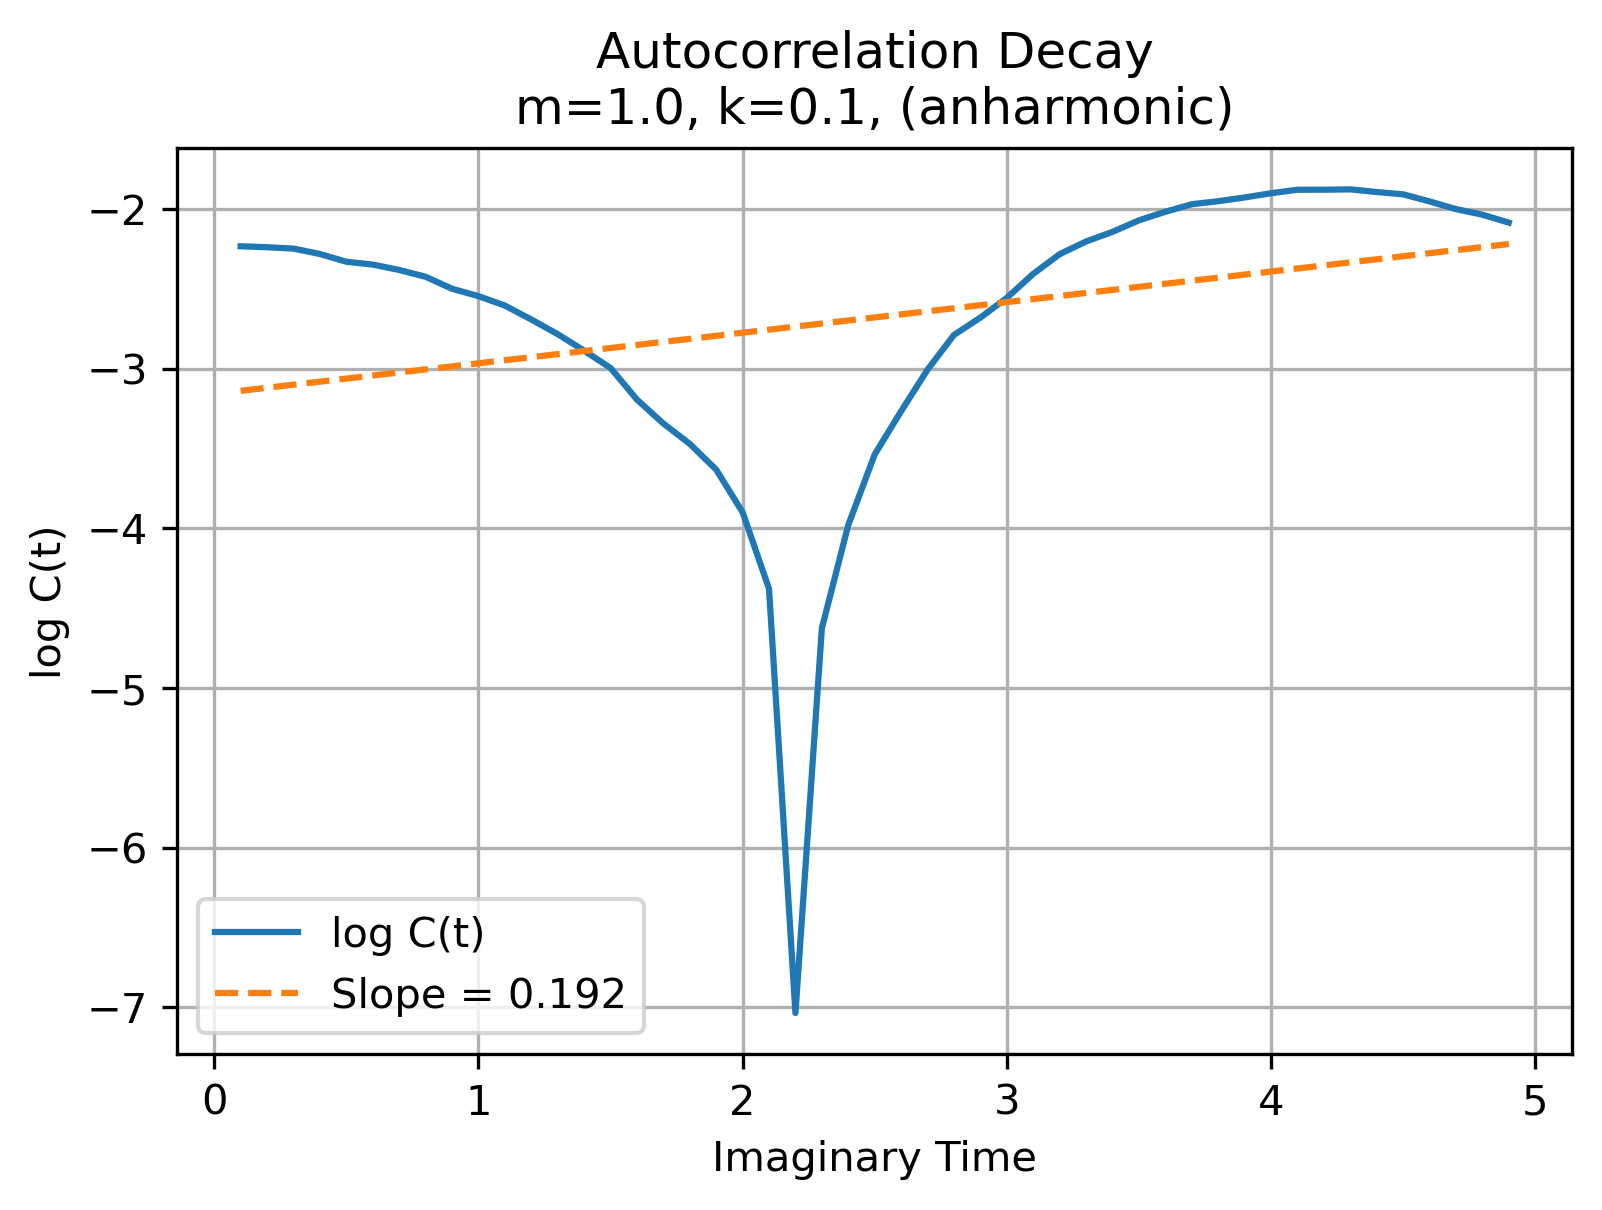 Autocorrelation Decay
m=1.0, k=0.1, (anharmonic)
log C(t)
−2
−3
−4
−5
−6
−7
log C(t)
Slope = 0.192
0 1 2 3 4 5
Imaginary Time